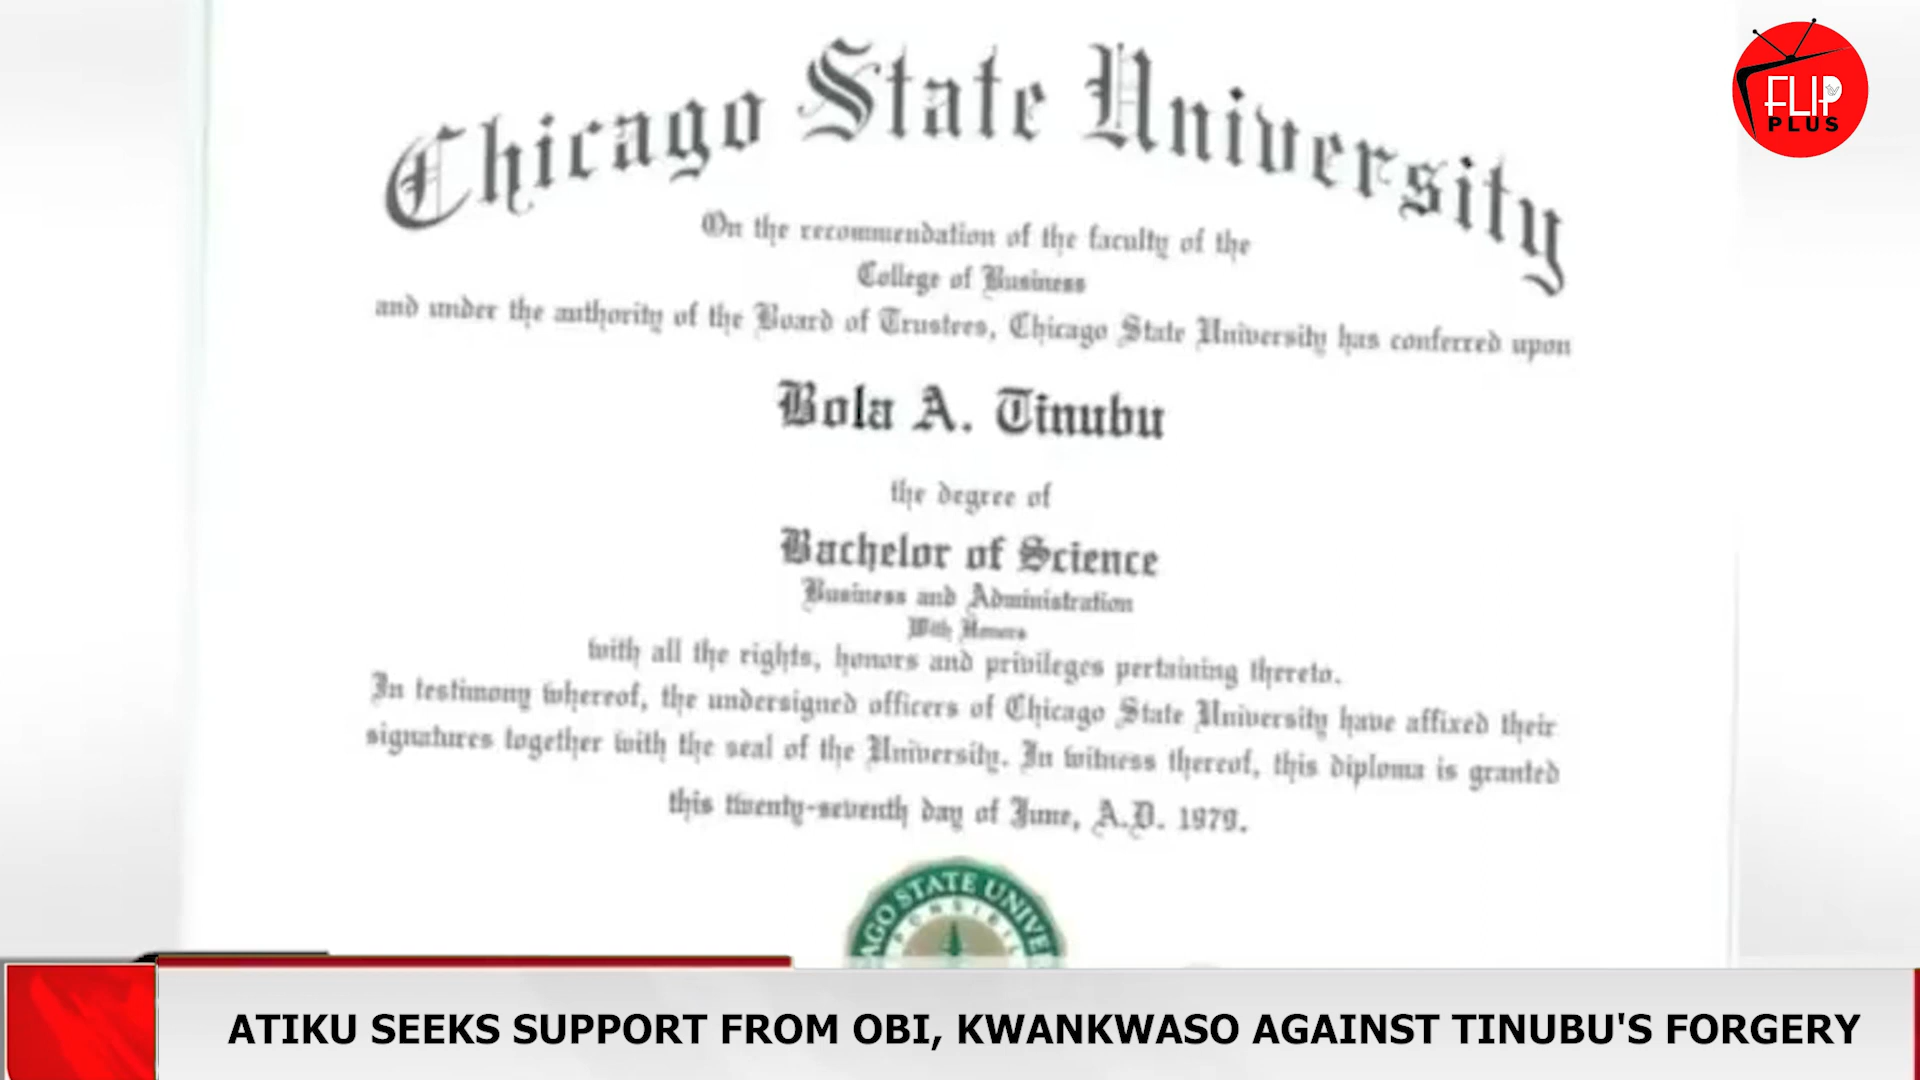 Chicago State University
FLIP
PLUS
On the recommendation of the faculty of the
College of Business
and under the authority of the Board of Trustees, Chicago State University has conferred upon
Bola A. Tinubu
the degree of
Bachelor of Science
Business and Administration
With Honors
with all the rights, honors and privileges pertaining thereto.
In testimony whereof, the undersigned officers of Chicago State University have affixed their
signatures together with the seal of the University. In witness thereof, this diploma is granted
this twenty-seventh day of June, A.D. 1979.
AGO STATE UNIVE
ATIKU SEEKS SUPPORT FROM OBI, KWANKWASO AGAINST TINUBU'S FORGERY